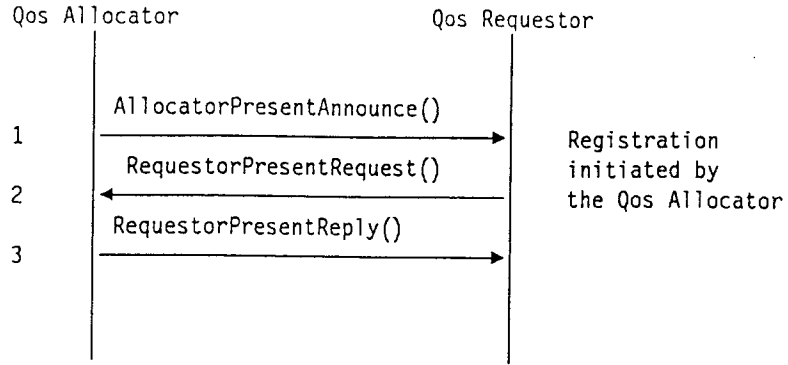 Qos Allocator
Qos Requestor
AllocatorPresentAnnounce()
1
RequestorPresentRequest()
2
RequestorPresentReply()
3
Registration
initiated by
the Qos Allocator